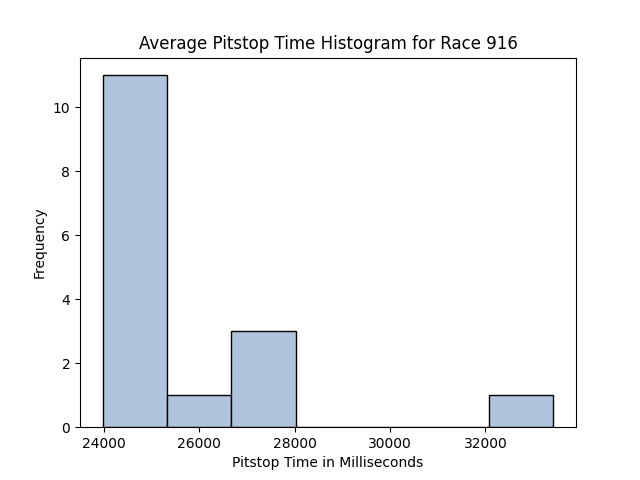 Average Pitstop Time Histogram for Race 916
Frequency
10
8
6
4
2
0
24000 26000 28000 30000 32000
Pitstop Time in Milliseconds